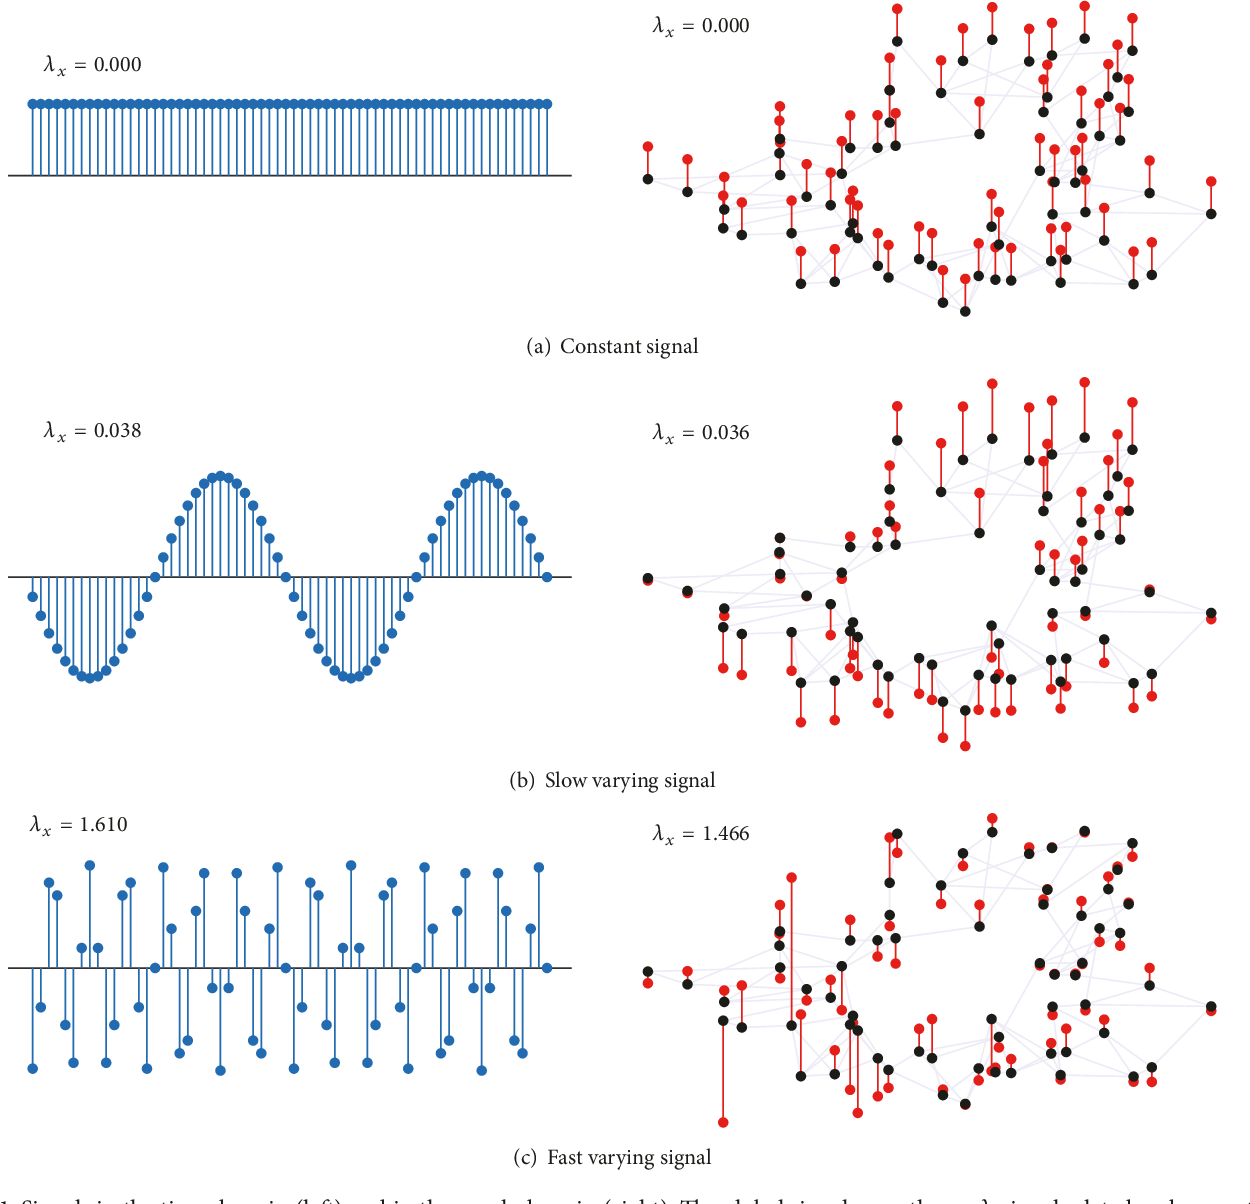 λx = 0.000
λx = 0.000
(a) Constant signal
λx = 0.038
λx = 0.036
(b) Slow varying signal
λx = 1.610
λx = 1.466
(c) Fast varying signal